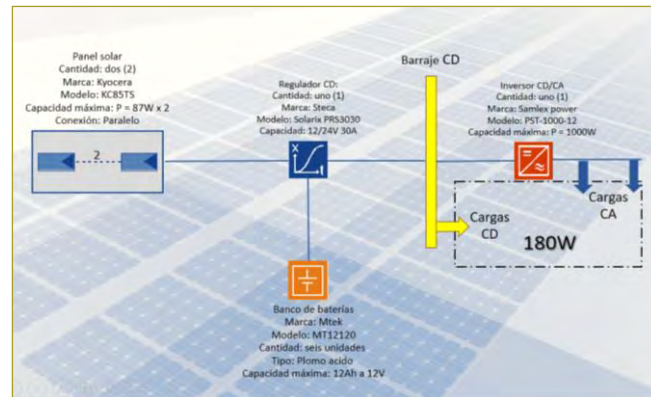 Panel solar
Cantidad: dos (2)
Marca: Kyocera
Modelo: KC85TS
Capacidad máxima: P = 87W x 2
Conexión: Paralelo
2
Regulador CD:
Cantidad: uno (1)
Marca: Steca
Modelo: Solarix PRS3030
Capacidad: 12/24V 30A
Barraje CD
Inversor CD/CA
Cantidad: uno (1)
Marca: Samlex power
Modelo: PST-1000-12
Capacidad máxima: P = 1000W
Cargas
CA
Cargas
CD
180W
Banco de baterías
Marca: Mtek
Modelo: MT12120
Cantidad: seis unidades
Tipo: Plomo acido
Capacidad máxima: 12Ah a 12V